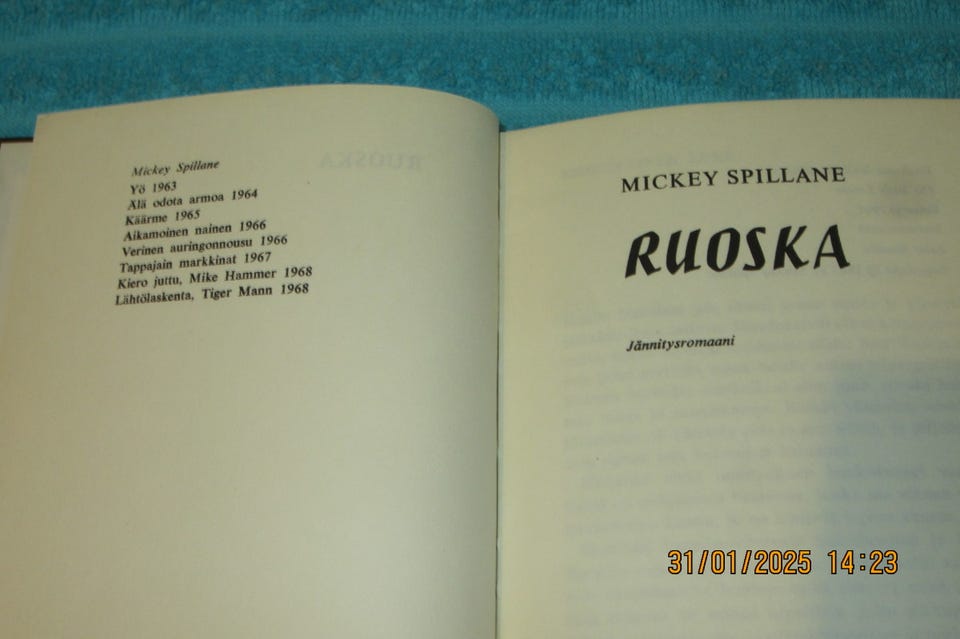 Mickey Spillane
Yö 1963
Älä odota armoa 1964
Käärme 1965
Aikamoinen nainen 1966
Verinen auringonnousu 1966
Tappajain markkinat 1967
Kiero juttu, Mike Hammer 1968
Lähtölaskenta, Tiger Mann 1968
RUOSKA
MICKEY SPILLANE
RUOSKA
Jännitysromaani
31/01/2025 14:23